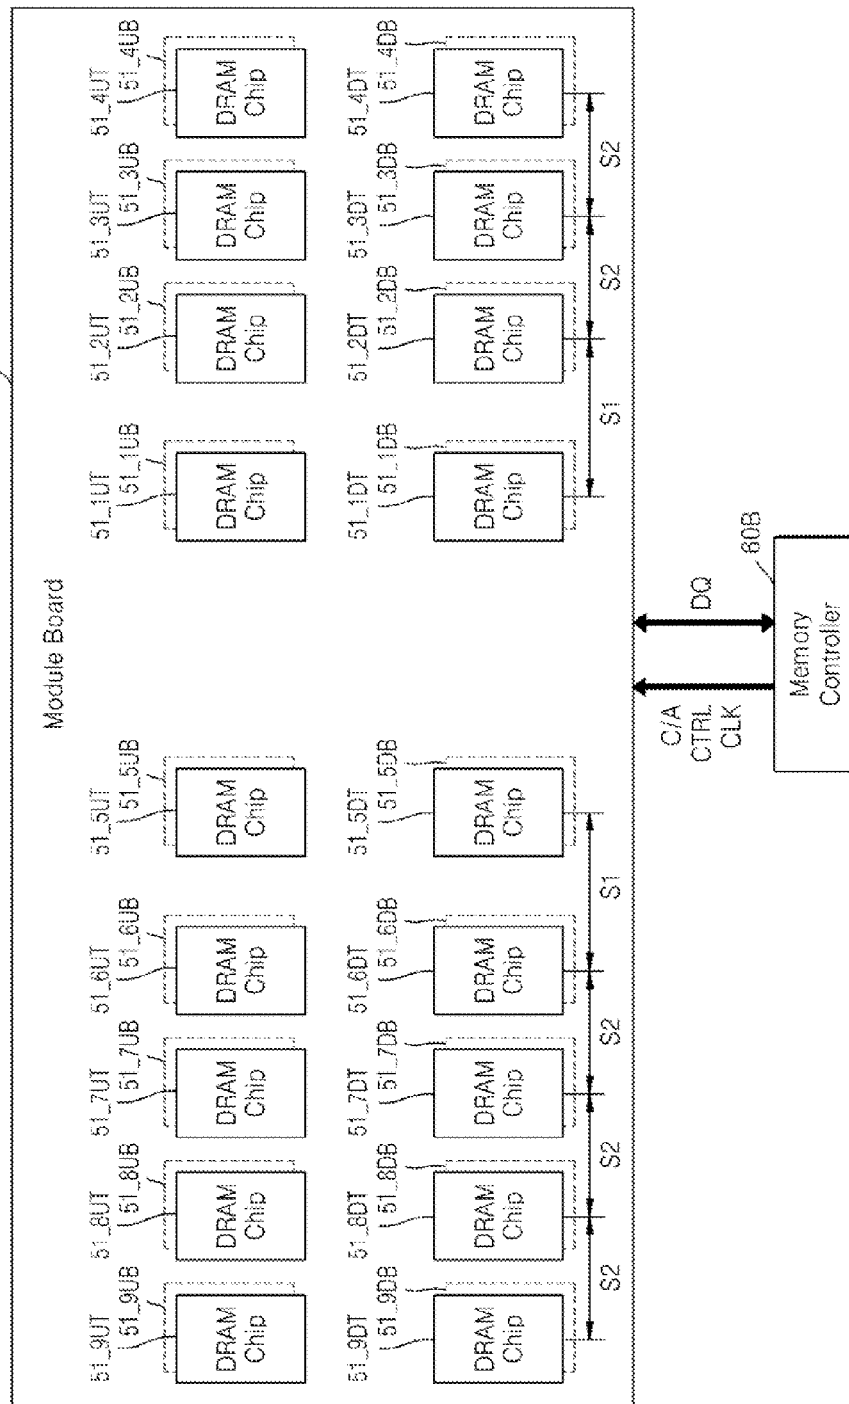 Module Board
51_9UT
51_9UB
51_8UT
51_8UB
51_7UT
51_7UB
51_6UT
51_6UB
51_5UT
51_5UB
51_1UT
51_1UB
51_2UT
51_2UB
51_3UT
51_3UB
51_4UT
51_4UB
DRAM
Chip
DRAM
Chip
DRAM
Chip
DRAM
Chip
DRAM
Chip
DRAM
Chip
DRAM
Chip
DRAM
Chip
DRAM
Chip
51_9DT
51_9DB
51_8DT
51_8DB
51_7DT
51_7DB
51_6DT
51_6DB
51_5DT
51_5DB
51_1DT
51_1DB
51_2DT
51_2DB
51_3DT
51_3DB
51_4DT
51_4DB
DRAM
Chip
DRAM
Chip
DRAM
Chip
DRAM
Chip
DRAM
Chip
DRAM
Chip
DRAM
Chip
DRAM
Chip
DRAM
Chip
S2
S2
S2
S1
S1
S2
S2
C/A
CTRL
CLK
DQ
Memory
Controller